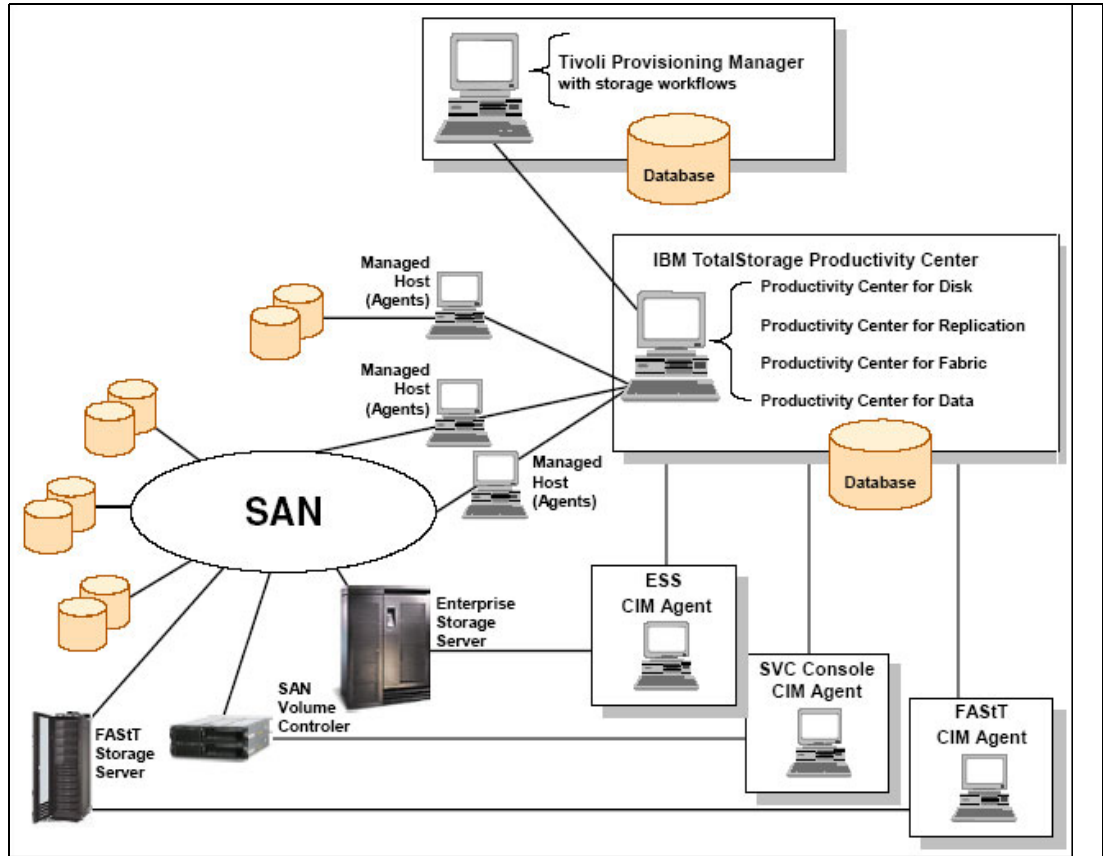 Tivoli Provisioning Manager
with storage workflows
Database
IBM TotalStorage Productivity Center
Productivity Center for Disk
Productivity Center for Replication
Productivity Center for Fabric
Productivity Center for Data
Database
Managed
Host
(Agents)
Managed
Host
(Agents)
Managed
Host
(Agents)
SAN
ESS
CIM Agent
Enterprise
Storage
Server
SVC Console
CIM Agent
SAN
Volume
Controler
FAStT
CIM Agent
FAStT
Storage
Server